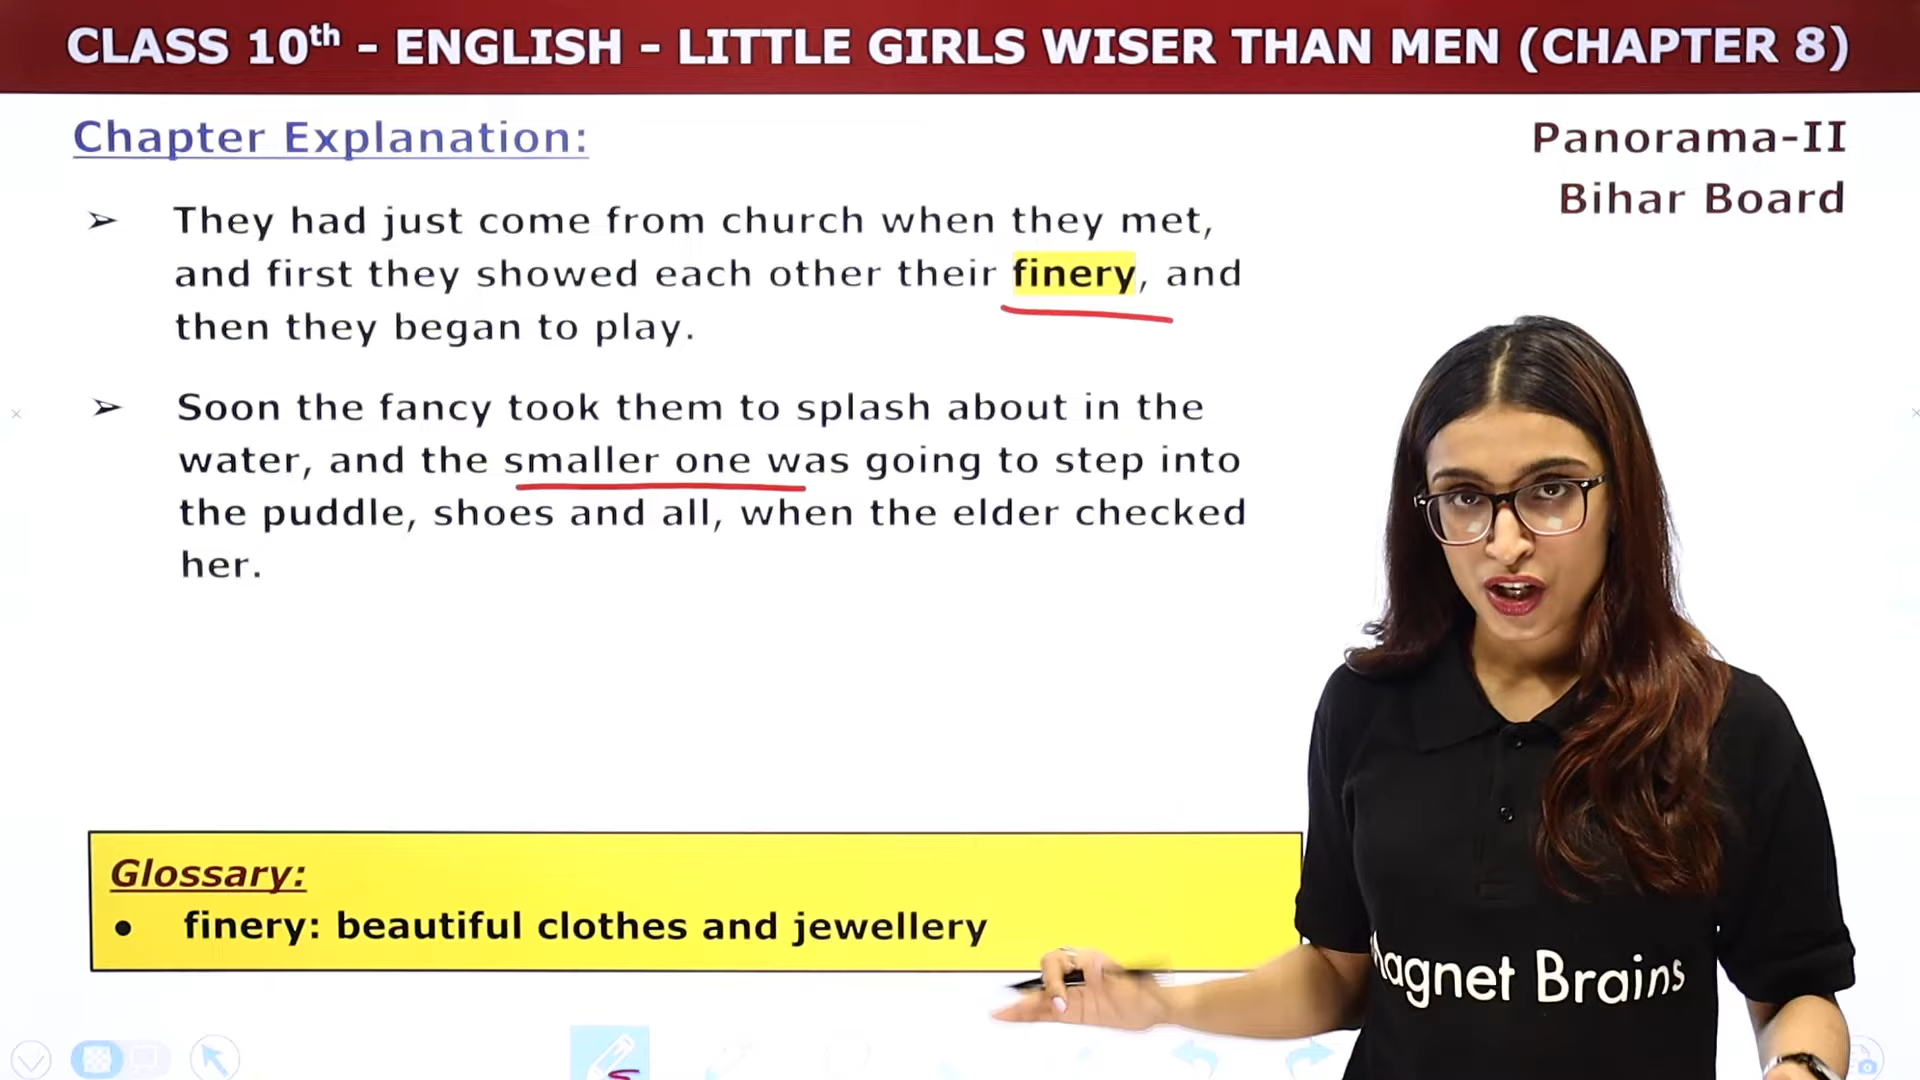 CLASS 10th - ENGLISH - LITTLE GIRLS WISER THAN MEN (CHAPTER 8)
Chapter Explanation:
Panorama-II
Bihar Board
➢ They had just come from church when they met,
and first they showed each other their finery, and
then they began to play.
➢ Soon the fancy took them to splash about in the
water, and the smaller one was going to step into
the puddle, shoes and all, when the elder checked
her.
Glossary:
• finery: beautiful clothes and jewellery
Magnet Brains